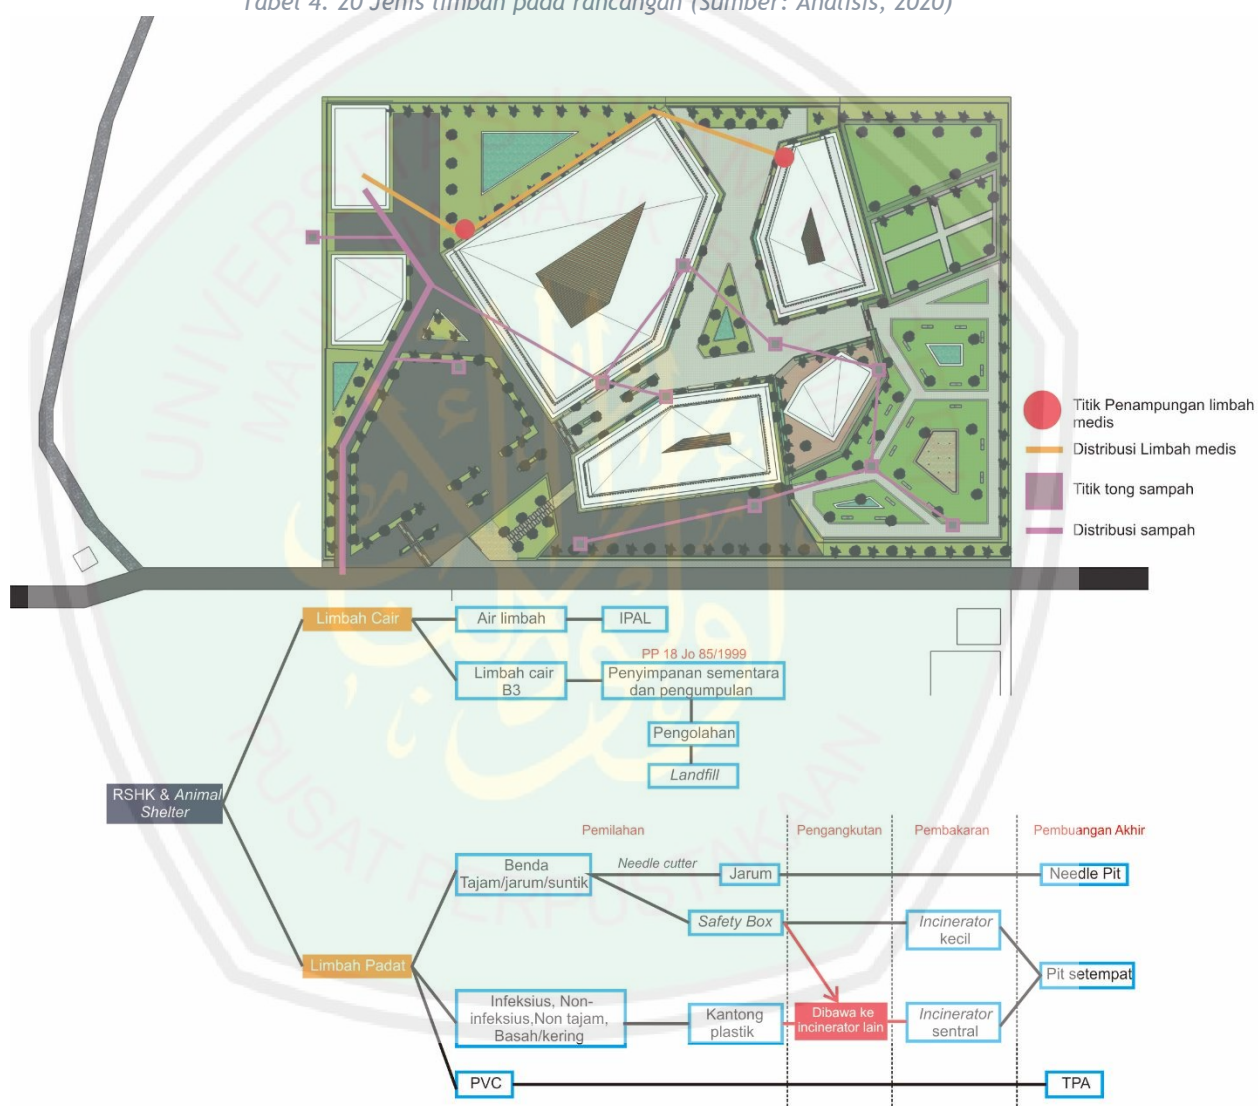 Tabel 4. 20 Jenis limbah pada rancangan (Sumber: Analisis, 2020)
Titik Penampungan limbah
medis
Distribusi Limbah medis
Titik tong sampah
Distribusi sampah
Limbah Cair
Air limbah
IPAL
PP 18 Jo 85/1999
Limbah cair
B3
Penyimpanan sementara
dan pengumpulan
Pengolahan
Landfill
RSHK & Animal
Shelter
Pemilahan
Pengangkutan
Pembakaran
Pembuangan Akhir
Benda
Tajam/jarum/suntik
Needle cutter
Jarum
Needle Pit
Safety Box
Incinerator
kecil
Limbah Padat
Pit setempat
Infeksius, Non-
infeksius,Non tajam,
Basah/kering
Kantong
plastik
Dibawa ke
incinerator lain
Incinerator
sentral
PVC
TPA
PUSAT PERPUSTAKAAN